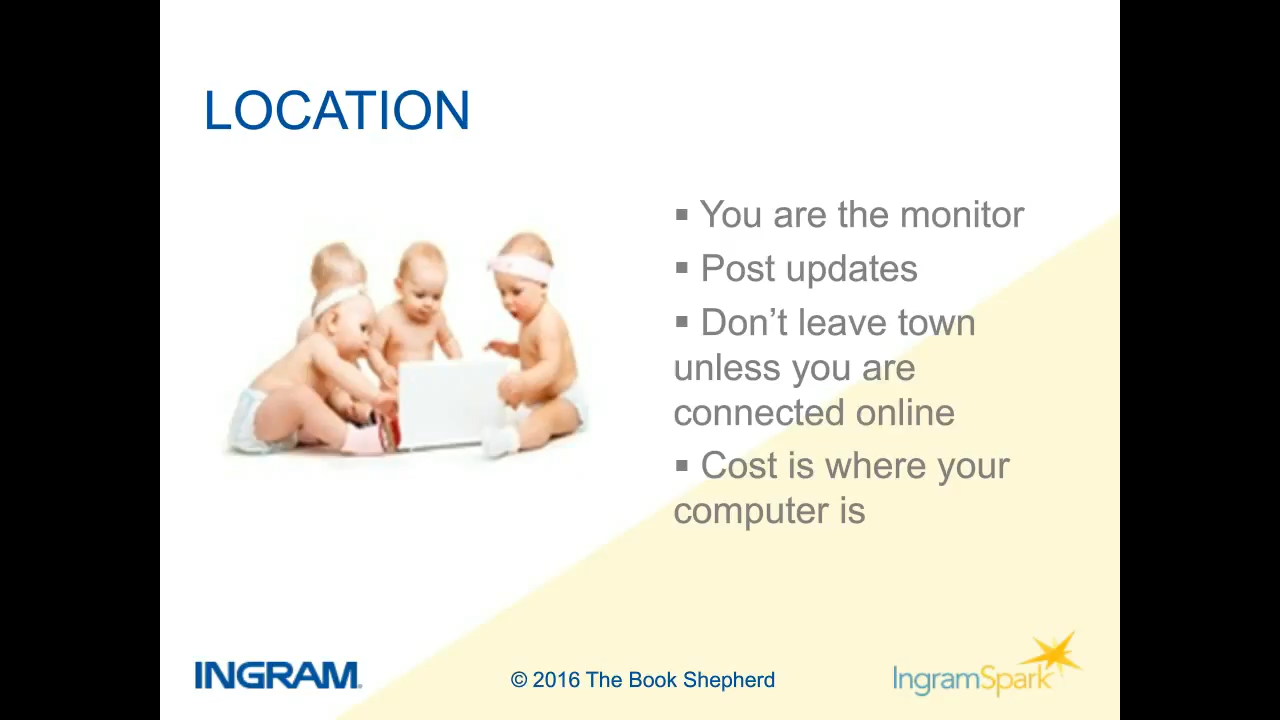 LOCATION
▪ You are the monitor
▪ Post updates
▪ Don’t leave town
unless you are
connected online
▪ Cost is where your
computer is
INGRAM
© 2016 The Book Shepherd
IngramSpark